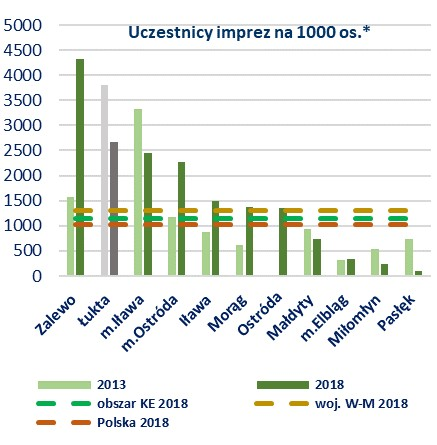 Uczestnicy imprez na 1000 os.*
5000
4500
4000
3500
3000
2500
2000
1500
1000
500
0
Zalewo
Łukta
m.Iława
m.Ostróda
Iława
Morąg
Ostróda
Małdyty
m.Elbląg
Miłomłyn
Pasłęk
2013 2018
obszar KE 2018 woj. W-M 2018
Polska 2018